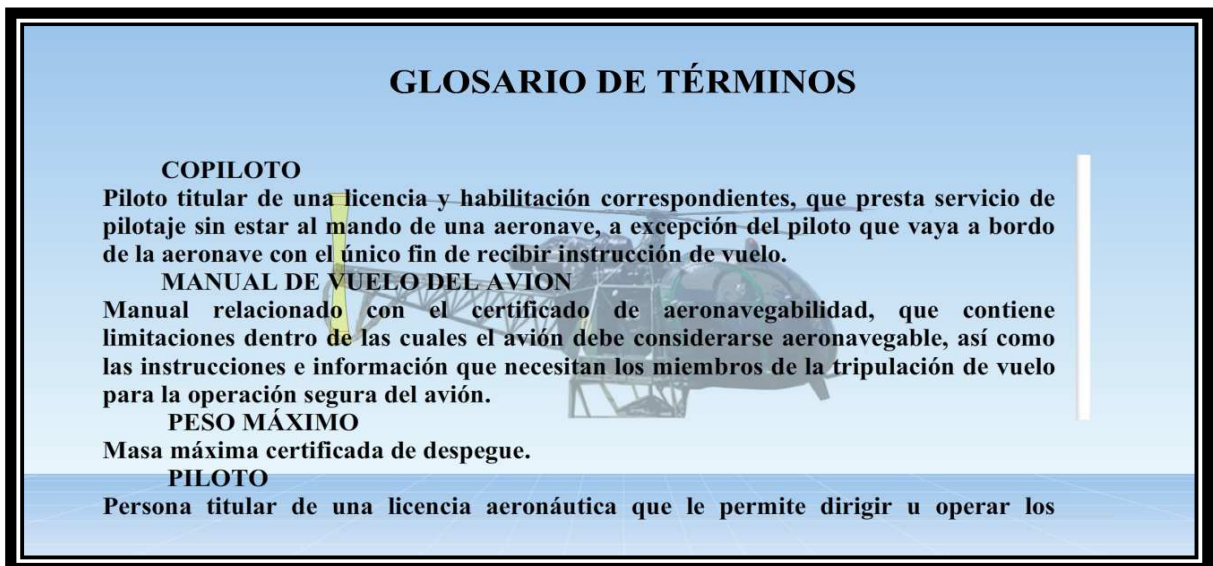 GLOSARIO DE TÉRMINOS
COPILOTO
Piloto titular de una licencia y habilitación correspondientes, que presta servicio de
pilotaje sin estar al mando de una aeronave, a excepción del piloto que vaya a bordo
de la aeronave con el único fin de recibir instrucción de vuelo.
MANUAL DE VUELO DEL AVION
Manual relacionado con el certificado de aeronavegabilidad, que contiene
limitaciones dentro de las cuales el avión debe considerarse aeronavegable, así como
las instrucciones e información que necesitan los miembros de la tripulación de vuelo
para la operación segura del avión.
PESO MÁXIMO
Masa máxima certificada de despegue.
PILOTO
Persona titular de una licencia aeronáutica que le permite dirigir u operar los